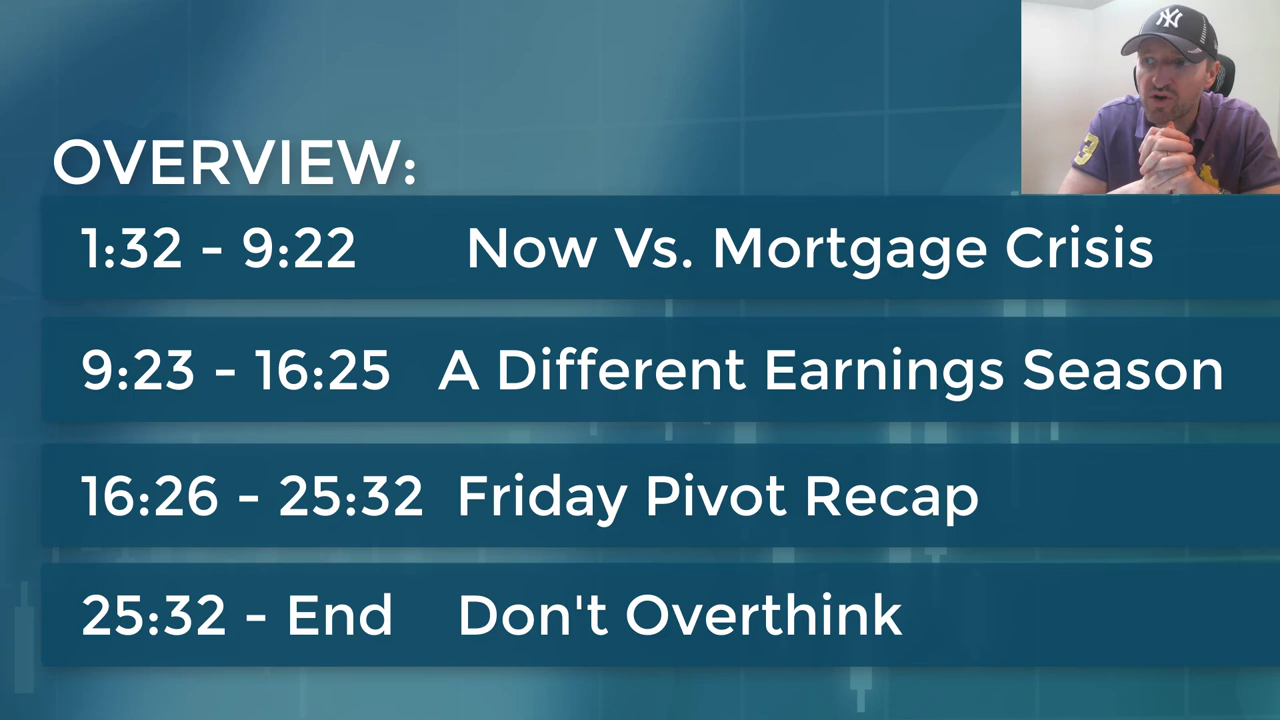 OVERVIEW:
1:32 - 9:22 Now Vs. Mortgage Crisis
9:23 - 16:25 A Different Earnings Season
16:26 - 25:32 Friday Pivot Recap
25:32 - End Don't Overthink
NY
3